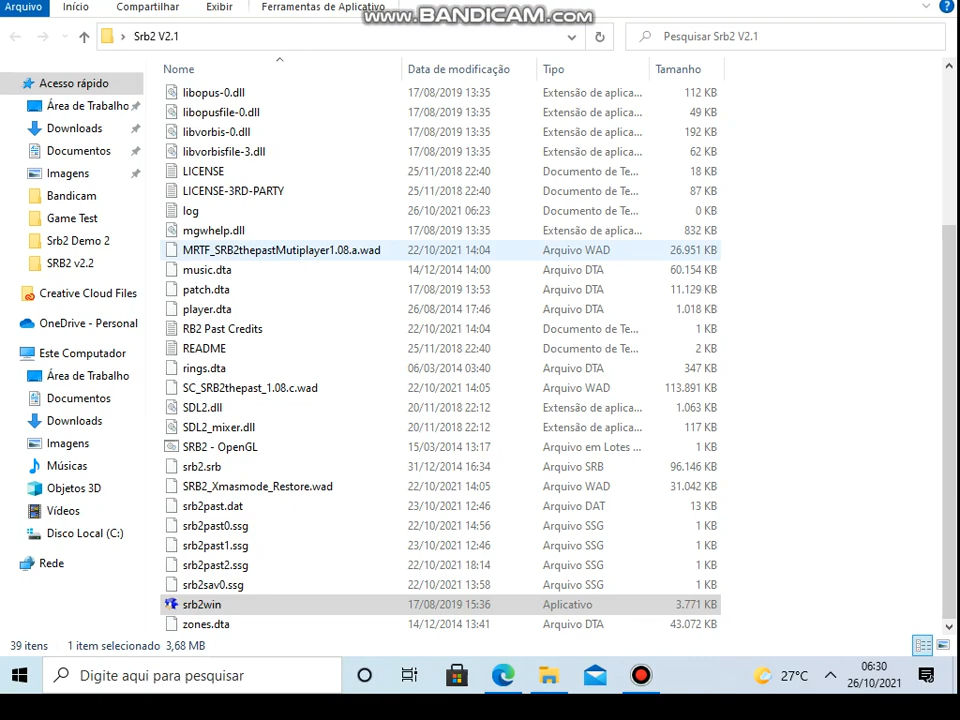 Arquivo Início Compartilhar Exibir Ferramentas de Aplicativo
www.BANDICAM.com
Srb2 V2.1 Pesquisar Srb2 V2.1
Nome Data de modificação Tipo Tamanho
Acesso rápido
Área de Trabalho
Downloads
Documentos
Imagens
Bandicam
Game Test
Srb2 Demo 2
SRB2 v2.2
Creative Cloud Files
OneDrive - Personal
Este Computador
Área de Trabalho
Documentos
Downloads
Imagens
Músicas
Objetos 3D
Vídeos
Disco Local (C:)
Rede
libopus-0.dll 17/08/2019 13:35 Extensão de aplica... 112 KB
libopusfile-0.dll 17/08/2019 13:35 Extensão de aplica... 49 KB
libvorbis-0.dll 17/08/2019 13:35 Extensão de aplica... 192 KB
libvorbisfile-3.dll 17/08/2019 13:35 Extensão de aplica... 62 KB
LICENSE 25/11/2018 22:40 Documento de Te... 18 KB
LICENSE-3RD-PARTY 25/11/2018 22:40 Documento de Te... 87 KB
log 26/10/2021 06:23 Documento de Te... 0 KB
mgwhelp.dll 17/08/2019 13:35 Extensão de aplica... 832 KB
MRTF_SRB2thepastMutiplayer1.08.a.wad 22/10/2021 14:04 Arquivo WAD 26.951 KB
music.dta 14/12/2014 14:00 Arquivo DTA 60.154 KB
patch.dta 17/08/2019 13:53 Arquivo DTA 11.129 KB
player.dta 26/08/2014 17:46 Arquivo DTA 1.018 KB
RB2 Past Credits 22/10/2021 14:04 Documento de Te... 1 KB
README 25/11/2018 22:40 Documento de Te... 2 KB
rings.dta 06/03/2014 03:40 Arquivo DTA 347 KB
SC_SRB2thepast_1.08.c.wad 22/10/2021 14:05 Arquivo WAD 113.891 KB
SDL2.dll 20/11/2018 22:12 Extensão de aplica... 1.063 KB
SDL2_mixer.dll 20/11/2018 22:12 Extensão de aplica... 117 KB
SRB2 - OpenGL 15/03/2014 13:17 Arquivo em Lotes ... 1 KB
srb2.srb 31/12/2014 16:34 Arquivo SRB 96.146 KB
SRB2_Xmasmode_Restore.wad 22/10/2021 14:05 Arquivo WAD 31.042 KB
srb2past.dat 23/10/2021 12:46 Arquivo DAT 13 KB
srb2past0.ssg 22/10/2021 14:56 Arquivo SSG 1 KB
srb2past1.ssg 23/10/2021 12:46 Arquivo SSG 1 KB
srb2past2.ssg 22/10/2021 18:14 Arquivo SSG 1 KB
srb2sav0.ssg 22/10/2021 13:58 Arquivo SSG 1 KB
srb2win 17/08/2019 15:36 Aplicativo 3.771 KB
zones.dta 14/12/2014 13:41 Arquivo DTA 43.072 KB
39 itens 1 item selecionado 3,68 MB
Digite aqui para pesquisar 27°C 06:30
26/10/2021